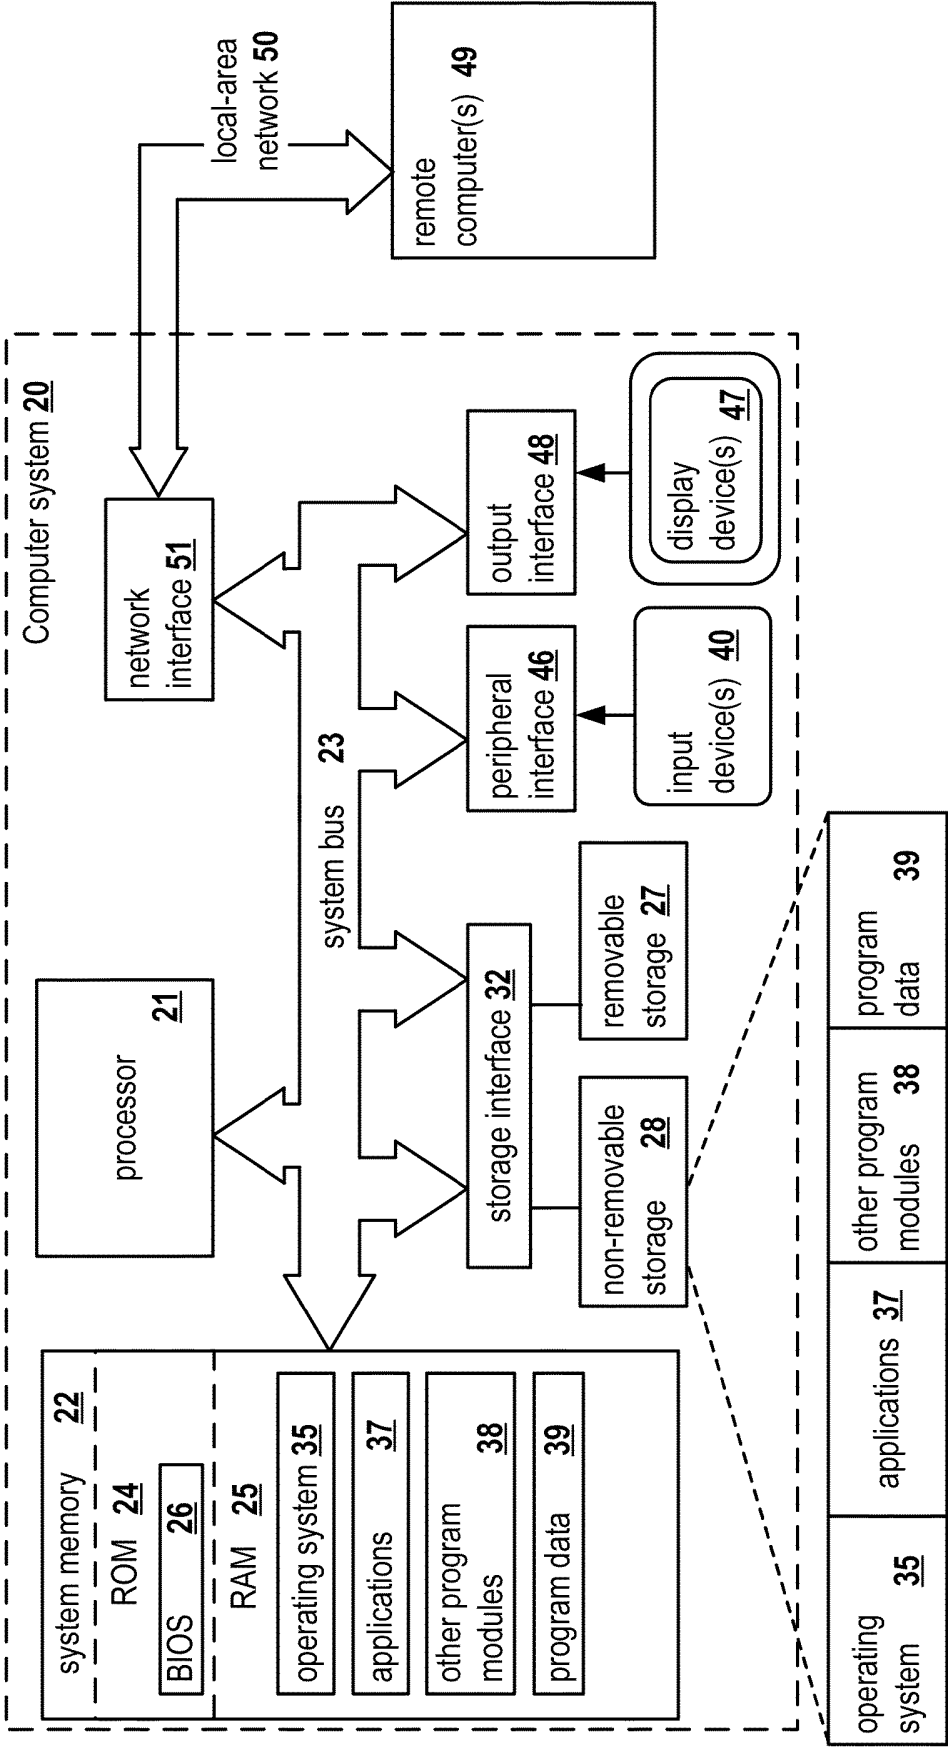 Computer system 20
system memory 22
ROM 24
BIOS 26
RAM 25
operating system 35
applications 37
other program
modules 38
program data 39
processor
21
network
interface 51
local-area
network 50
remote
computer(s) 49
system bus 23
storage interface 32
non-removable
storage 28
removable
storage 27
peripheral
interface 46
output
interface 48
input
device(s) 40
display
device(s) 47
operating
system 35
applications 37
other program
modules 38
program
data 39